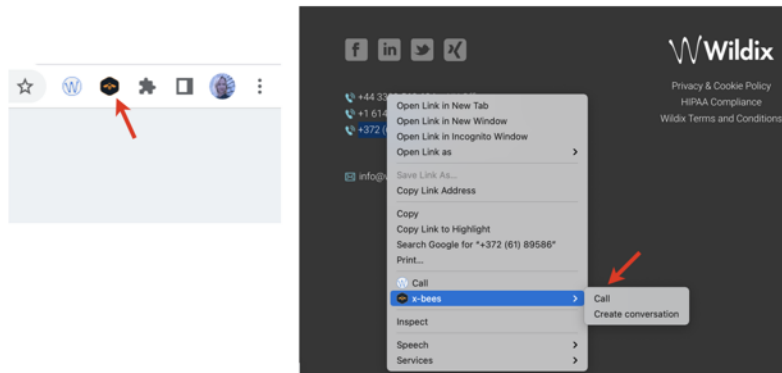 Wildix
Privacy & Cookie Policy
HIPAA Compliance
Wildix Terms and Conditions
+44
+1 614
+372
info@
Open Link in New Tab
Open Link in New Window
Open Link in Incognito Window
Open Link as
Save Link As...
Copy Link Address
Copy
Copy Link to Highlight
Search Google for "+372 (61) 89586"
Print...
Call
x-bees
Call
Create conversation
Inspect
Speech
Services